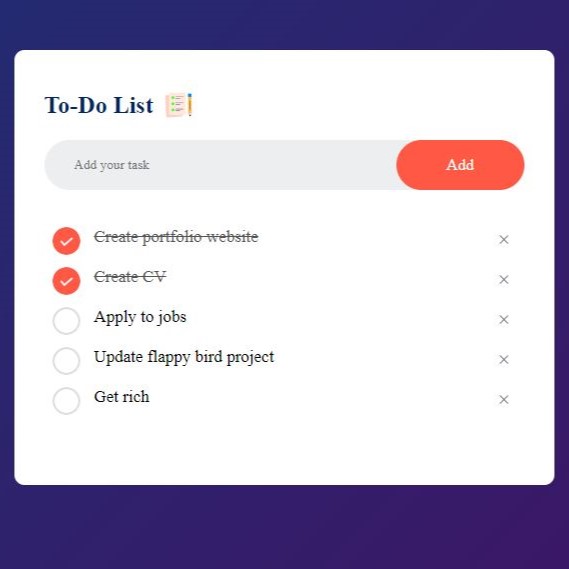 To-Do List
Add your task
Add
Create portfolio website
Create CV
Apply to jobs
Update flappy bird project
Get rich